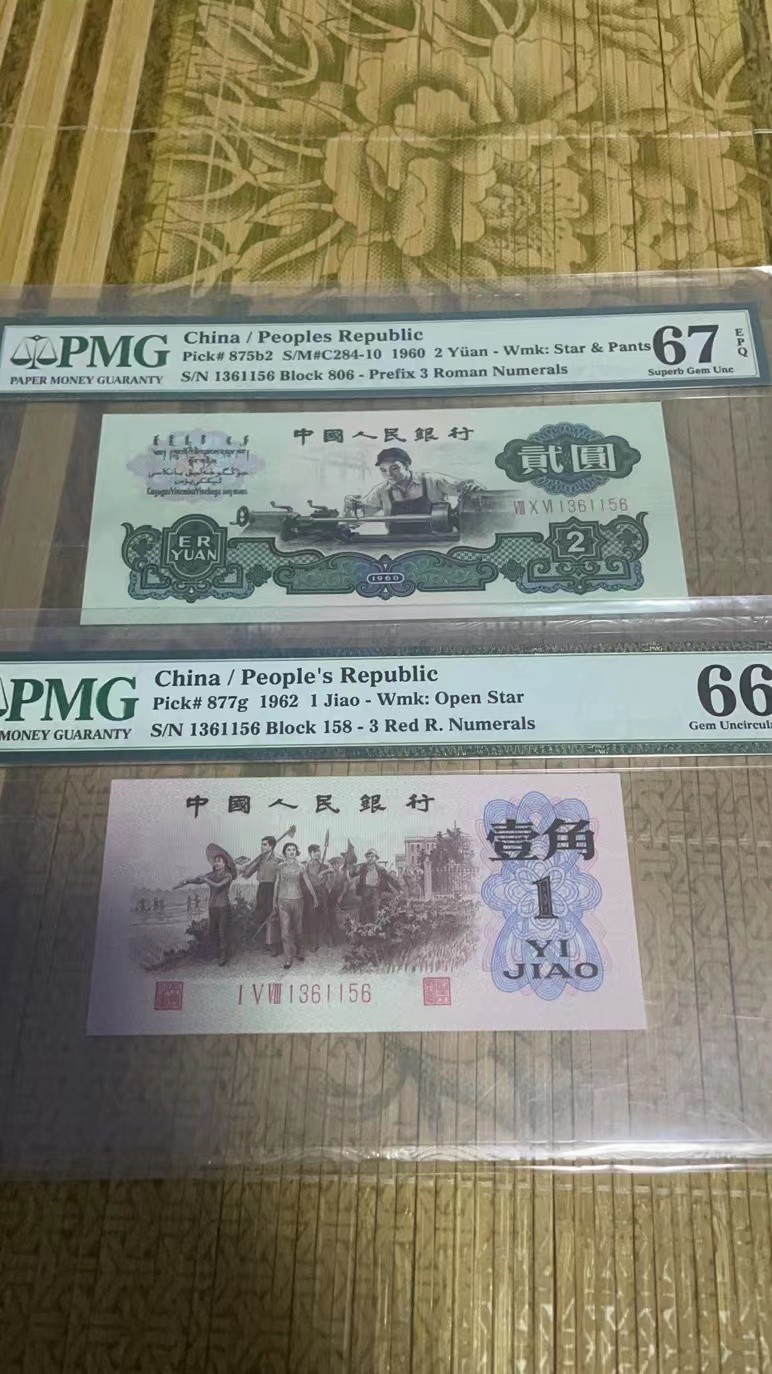 PMG
PAPER MONEY GUARANTY
China / Peoples Republic
Pick# 875b2 S/M#C284-10 1960 2 Yüan - Wmk: Star & Pants
S/N 1361156 Block 806 - Prefix 3 Roman Numerals
67
EPQ
Superb Gem Unc
中國人民銀行
貳圓
VIII X VI 1361156
ER
YUAN
1960
2
PMG
MONEY GUARANTY
China / People's Republic
Pick# 877g 1962 1 Jiao - Wmk: Open Star
S/N 1361156 Block 158 - 3 Red R. Numerals
66
Gem Uncircula
中國人民銀行
壹角
1
YI
JIAO
I V VIII 1361156